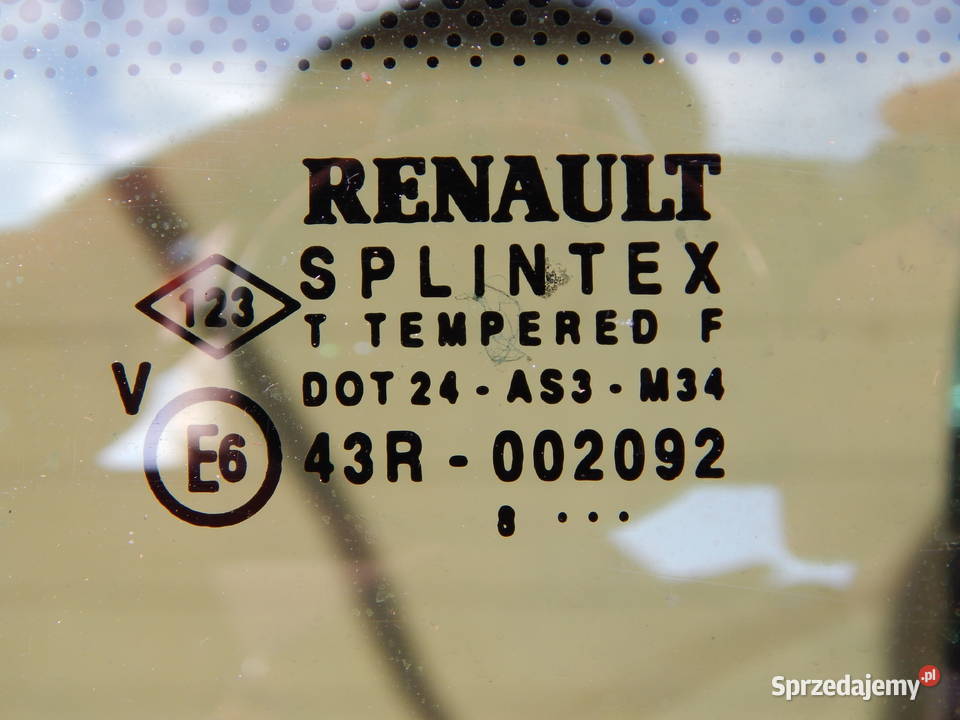 RENAULT
SPLINTEX
123
T TEMPERED F
V
DOT 24 - AS3 - M34
E6
43R - 002092
8 ...
Sprzedajemy.pl